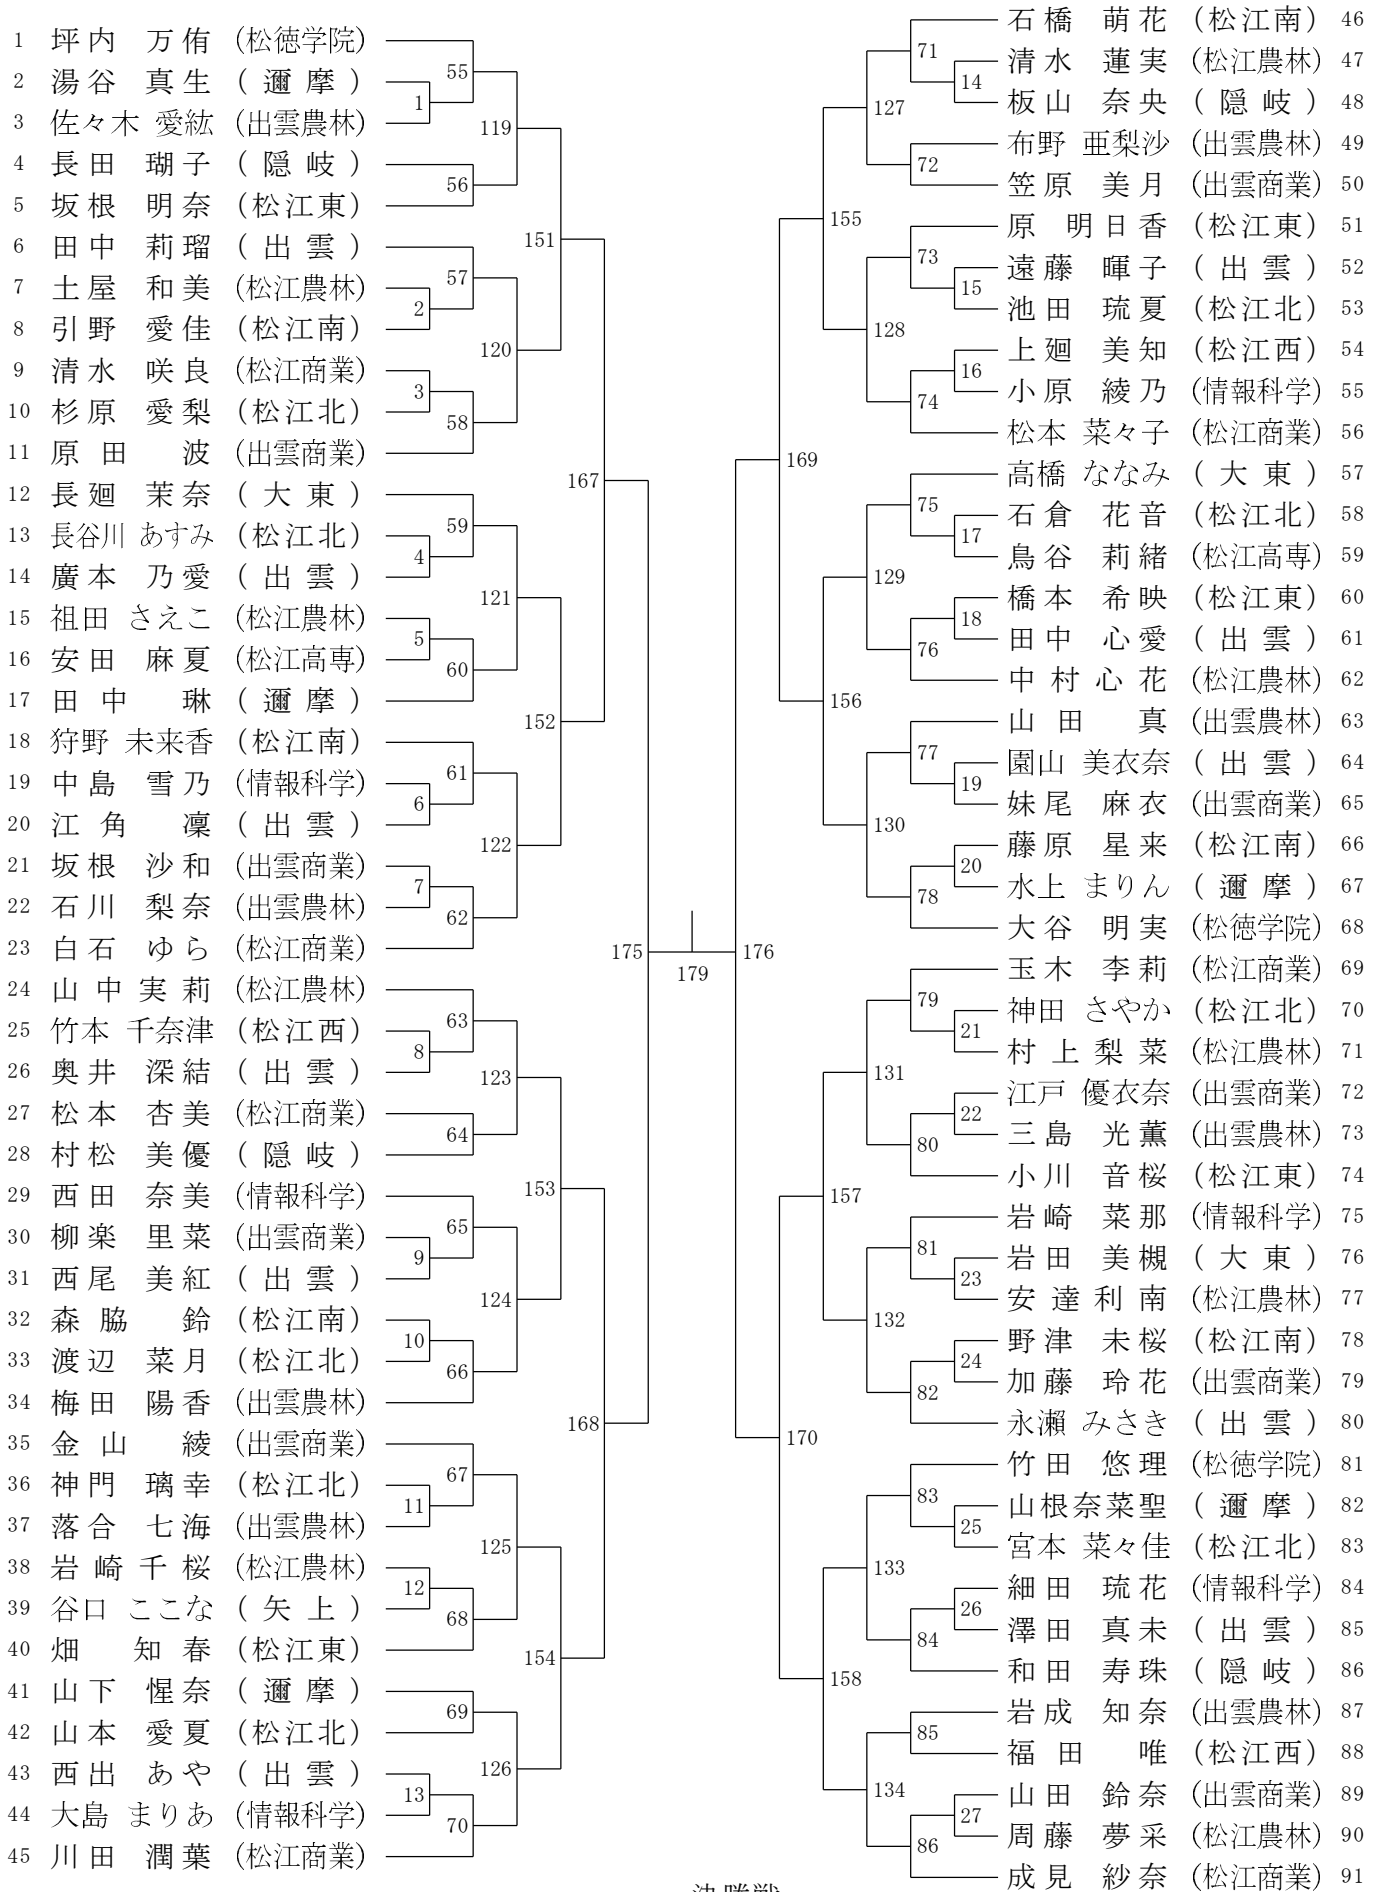 1 坪内 万侑 (松徳学院)
2 湯谷 真生 (邇摩)
3 佐々木 愛紘 (出雲農林)
4 長田 瑚子 (隠岐)
5 坂根 明奈 (松江東)
6 田中 莉瑠 (出雲)
7 土屋 和美 (松江農林)
8 引野 愛佳 (松江南)
9 清水 咲良 (松江商業)
10 杉原 愛梨 (松江北)
11 原田 波 (出雲商業)
12 長廻 茉奈 (大東)
13 長谷川 あすみ (松江北)
14 廣本 乃愛 (出雲)
15 祖田 さえこ (松江農林)
16 安田 麻夏 (松江高専)
17 田中 琳 (邇摩)
18 狩野 未来香 (松江南)
19 中島 雪乃 (情報科学)
20 江角 凜 (出雲)
21 坂根 沙和 (出雲商業)
22 石川 梨奈 (出雲農林)
23 白石 ゆら (松江商業)
24 山中実莉 (松江農林)
25 竹本 千奈津 (松江西)
26 奥井 深結 (出雲)
27 松本 杏美 (松江商業)
28 村松 美優 (隠岐)
29 西田 奈美 (情報科学)
30 柳楽 里菜 (出雲商業)
31 西尾 美紅 (出雲)
32 森脇 鈴 (松江南)
33 渡辺 菜月 (松江北)
34 梅田 陽香 (出雲農林)
35 金山 綾 (出雲商業)
36 神門 璃幸 (松江北)
37 落合 七海 (出雲農林)
38 岩崎千桜 (松江農林)
39 谷口 ここな (矢上)
40 畑 知春 (松江東)
41 山下 惺奈 (邇摩)
42 山本 愛夏 (松江北)
43 西出 あや (出雲)
44 大島 まりあ (情報科学)
45 川田 潤葉 (松江商業)
1
2
3
4
5
6
7
8
9
10
11
12
13
55
56
57
58
59
60
61
62
63
64
65
66
67
68
69
70
119
120
121
122
123
124
125
126
151
152
153
154
167
168
175
179
176
169
170
155
156
157
158
127
128
129
130
131
132
133
134
71
72
73
74
75
76
77
78
79
80
81
82
83
84
85
86
14
15
16
17
18
19
20
21
22
23
24
25
26
27
石橋 萌花 (松江南) 46
清水 蓮実 (松江農林) 47
板山 奈央 (隠岐) 48
布野 亜梨沙 (出雲農林) 49
笠原 美月 (出雲商業) 50
原 明日香 (松江東) 51
遠藤 暉子 (出雲) 52
池田 琉夏 (松江北) 53
上廻 美知 (松江西) 54
小原 綾乃 (情報科学) 55
松本 菜々子 (松江商業) 56
高橋 ななみ (大東) 57
石倉 花音 (松江北) 58
鳥谷 莉緒 (松江高専) 59
橋本 希映 (松江東) 60
田中 心愛 (出雲) 61
中村心花 (松江農林) 62
山田 真 (出雲農林) 63
園山 美衣奈 (出雲) 64
妹尾 麻衣 (出雲商業) 65
藤原 星来 (松江南) 66
水上 まりん (邇摩) 67
大谷 明実 (松徳学院) 68
玉木 李莉 (松江商業) 69
神田 さやか (松江北) 70
村上梨菜 (松江農林) 71
江戸 優衣奈 (出雲商業) 72
三島 光薫 (出雲農林) 73
小川 音桜 (松江東) 74
岩崎 菜那 (情報科学) 75
岩田 美槻 (大東) 76
安達利南 (松江農林) 77
野津 未桜 (松江南) 78
加藤 玲花 (出雲商業) 79
永瀬 みさき (出雲) 80
竹田 悠理 (松徳学院) 81
山根奈菜聖 (邇摩) 82
宮本 菜々佳 (松江北) 83
細田 琉花 (情報科学) 84
澤田 真未 (出雲) 85
和田 寿珠 (隠岐) 86
岩成 知奈 (出雲農林) 87
福田 唯 (松江西) 88
山田 鈴奈 (出雲商業) 89
周藤 夢采 (松江農林) 90
成見 紗奈 (松江商業) 91
決勝戦